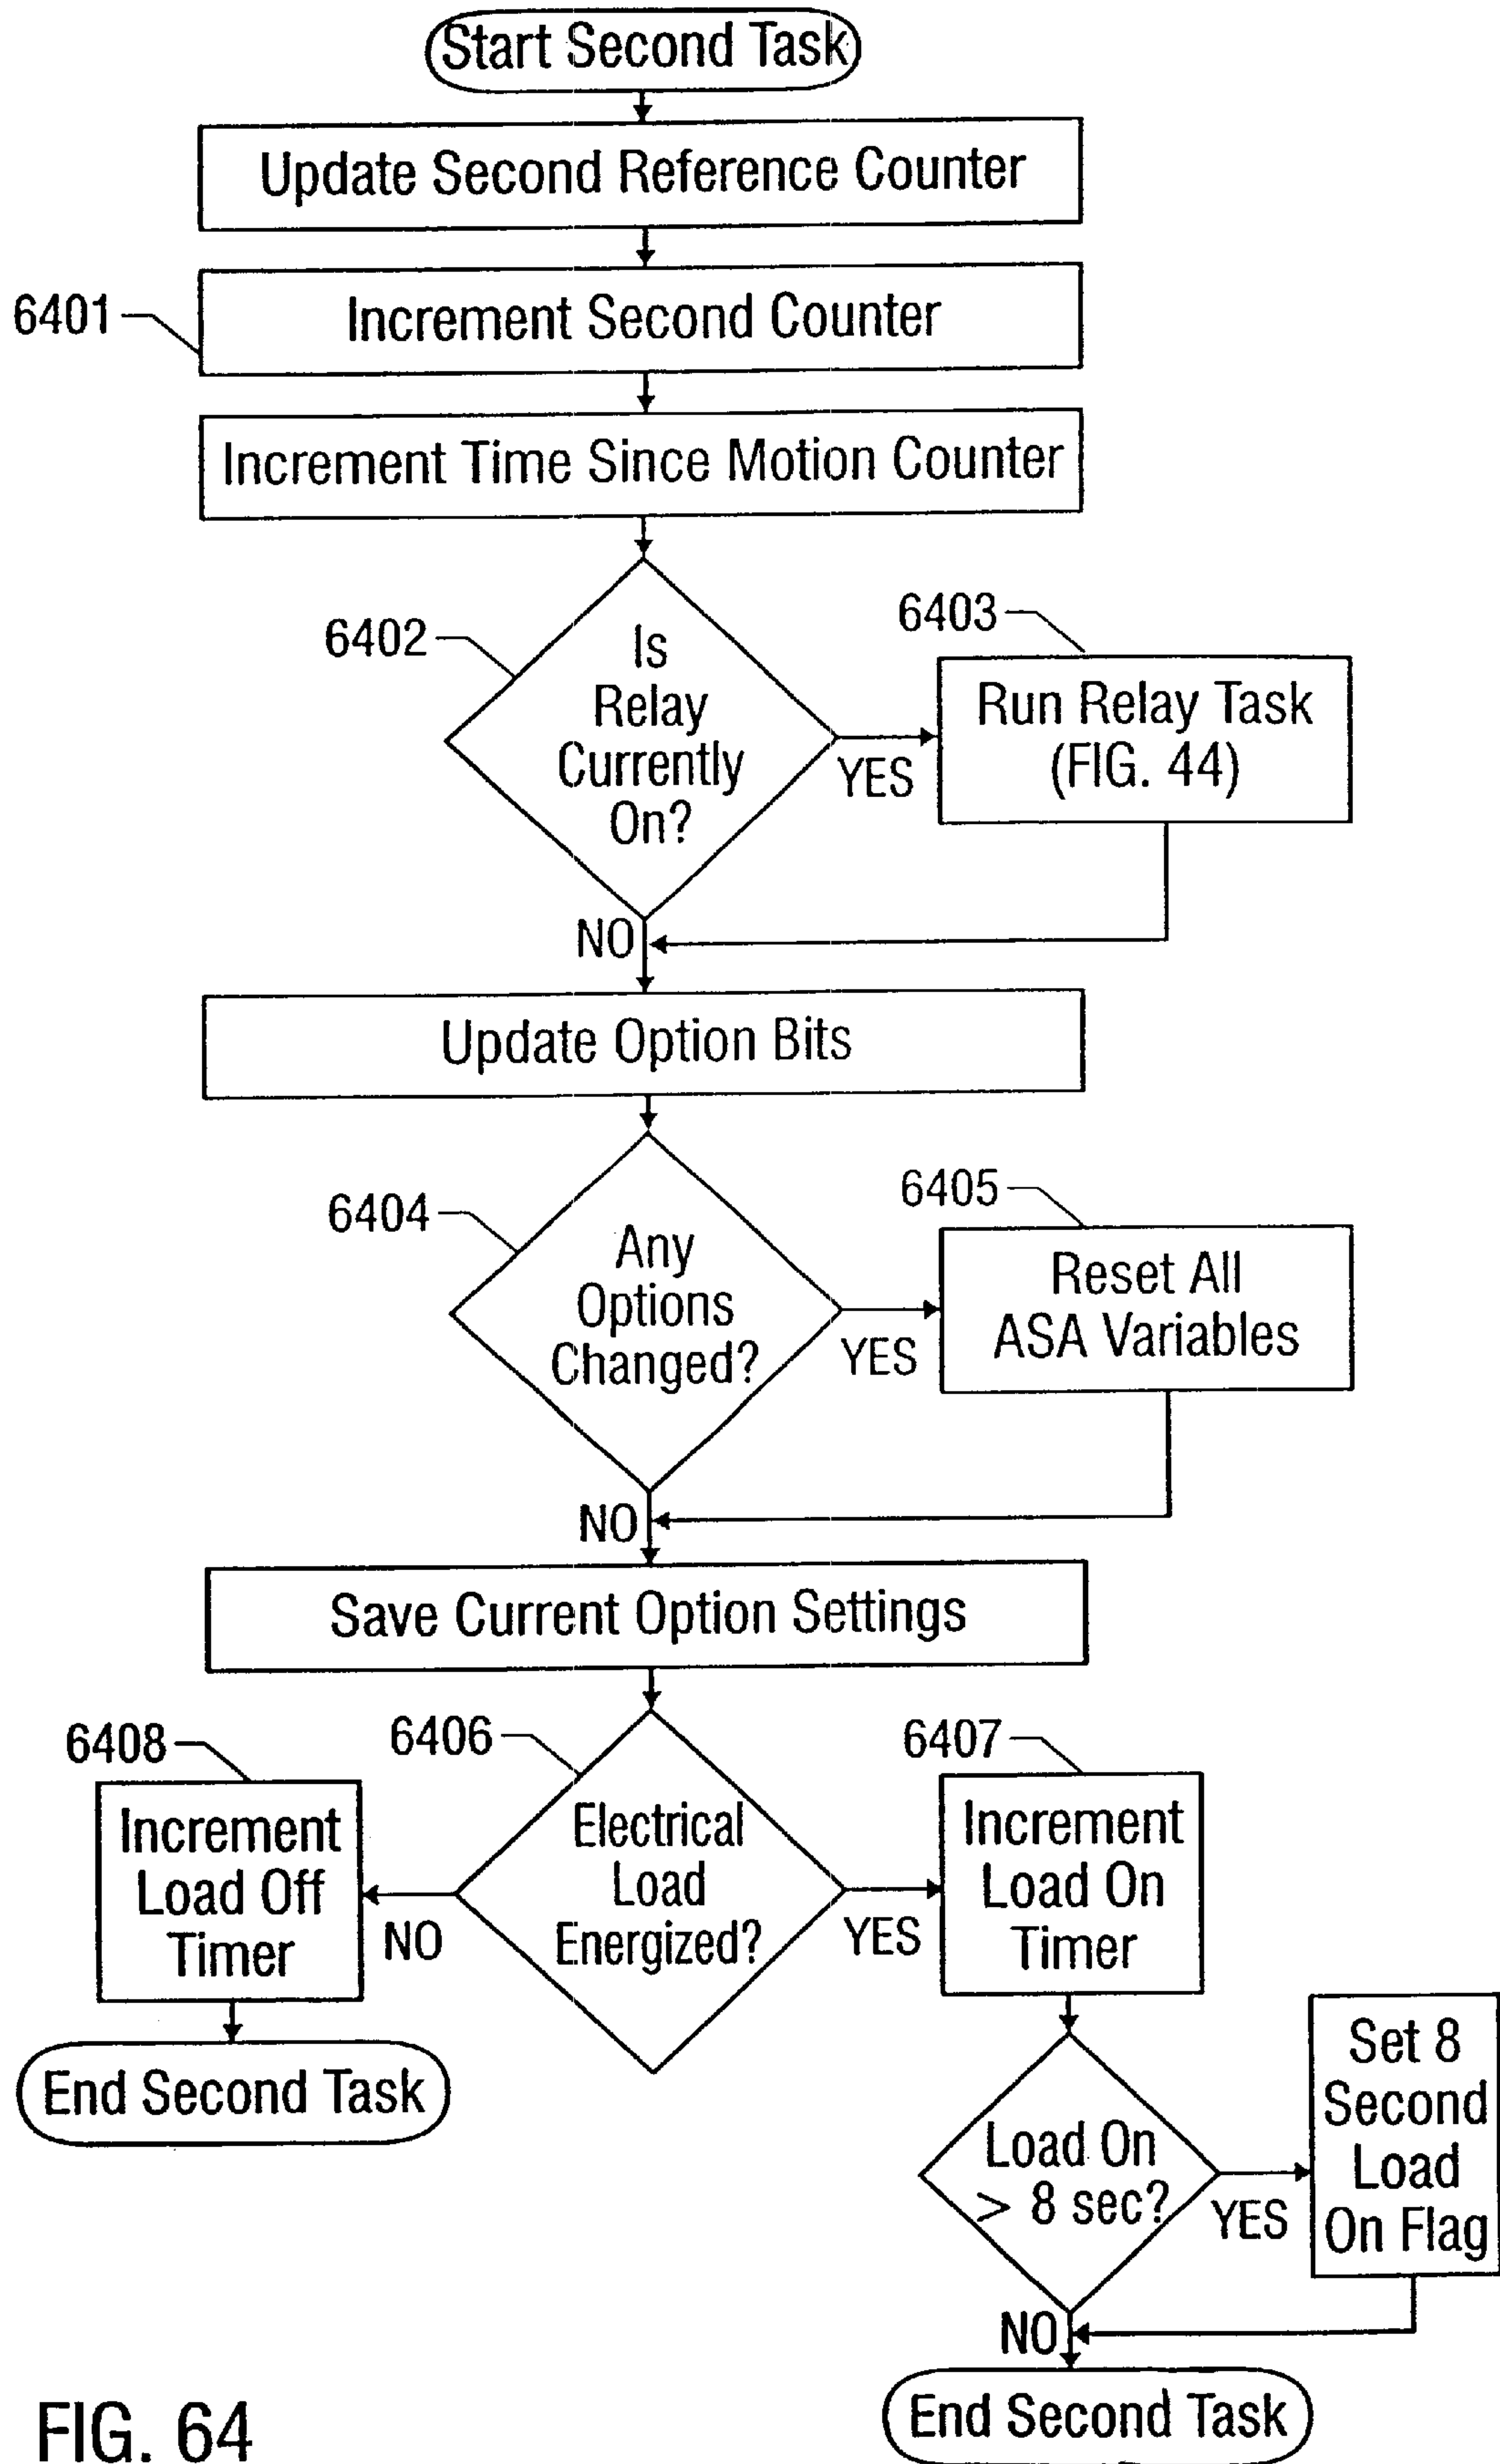 Start Second Task
Update Second Reference Counter
6401
Increment Second Counter
Increment Time Since Motion Counter
6402
Is
Relay
Currently
On?
YES
6403
Run Relay Task
(FIG. 44)
NO
Update Option Bits
6404
Any
Options
Changed?
YES
6405
Reset All
ASA Variables
NO
Save Current Option Settings
6408
Increment
Load Off
Timer
NO
End Second Task
6406
Electrical
Load
Energized?
YES
6407
Increment
Load On
Timer
Load On
> 8 sec?
YES
Set 8
Second
Load
On Flag
NO
End Second Task
FIG. 64